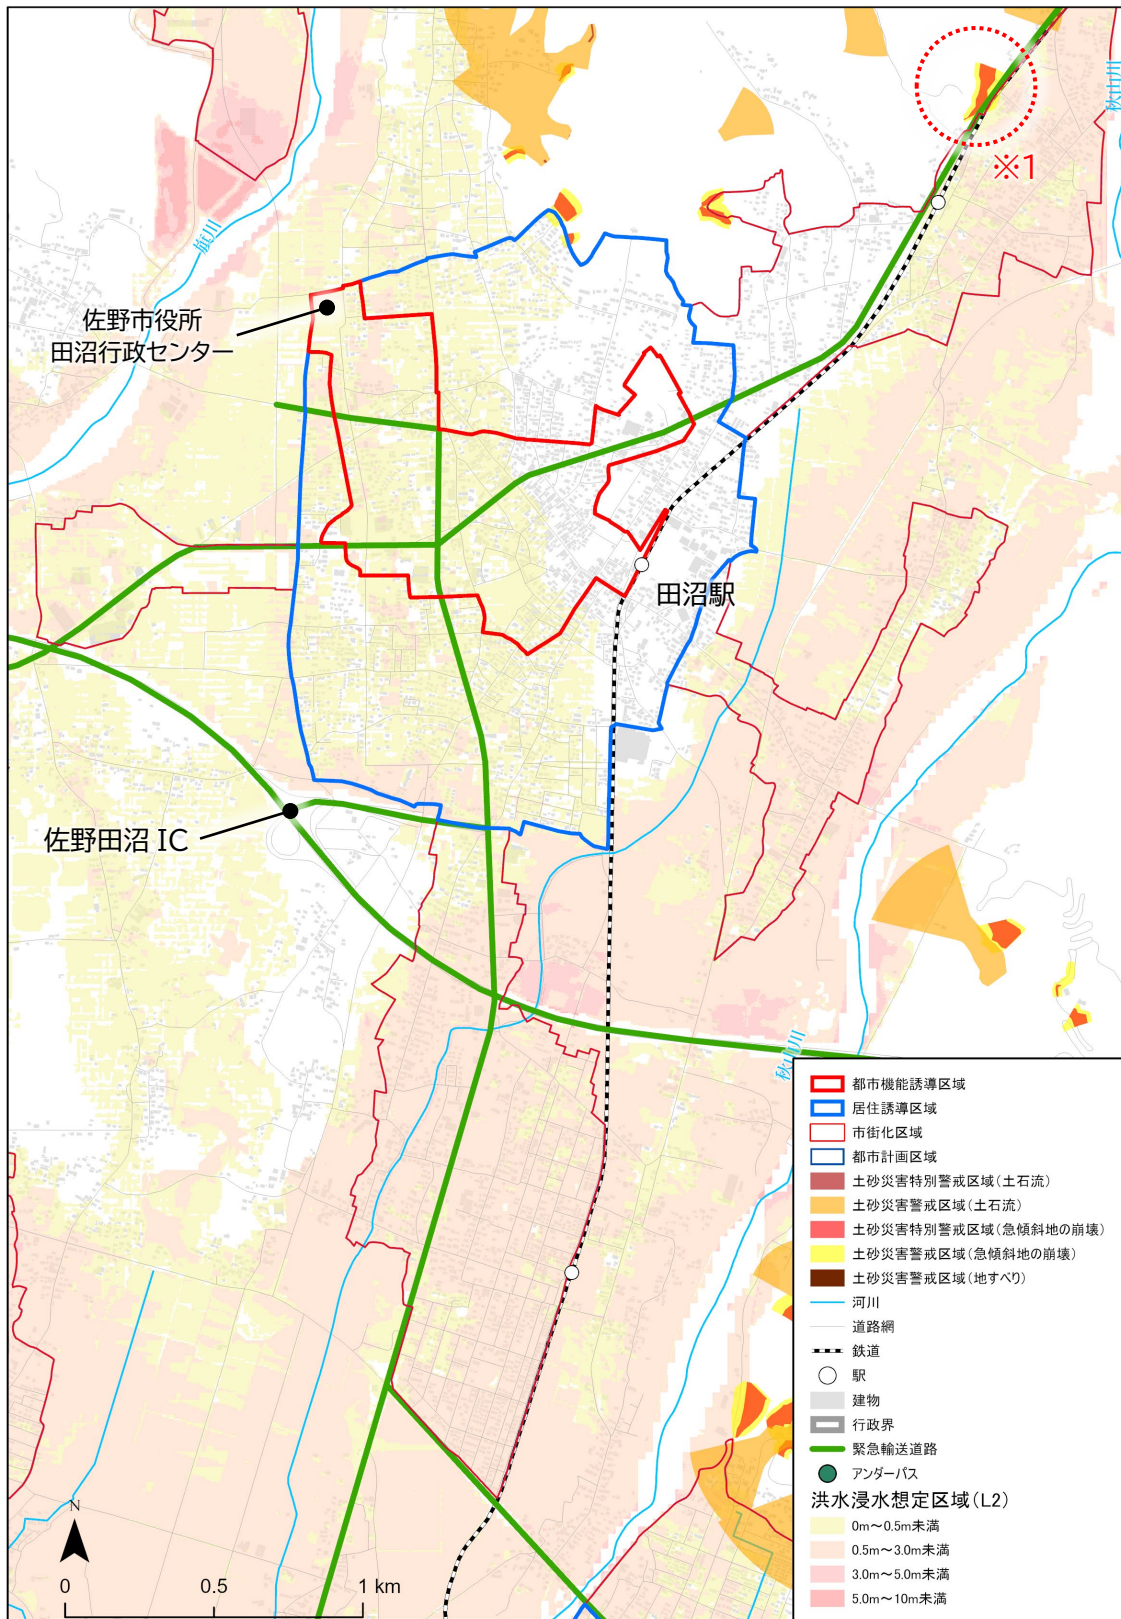 秋山川
※1
旗川
佐野市役所
田沼行政センター
田沼駅
佐野田沼 IC
秋山川
都市機能誘導区域
居住誘導区域
市街化区域
都市計画区域
土砂災害特別警戒区域(土石流)
土砂災害警戒区域(土石流)
土砂災害特別警戒区域(急傾斜地の崩壊)
土砂災害警戒区域(急傾斜地の崩壊)
土砂災害警戒区域(地すべり)
河川
道路網
鉄道
駅
建物
行政界
緊急輸送道路
アンダーパス
洪水浸水想定区域(L2)
0m~0.5m未満
0.5m~3.0m未満
3.0m~5.0m未満
5.0m~10m未満
N
0 0.5 1 km